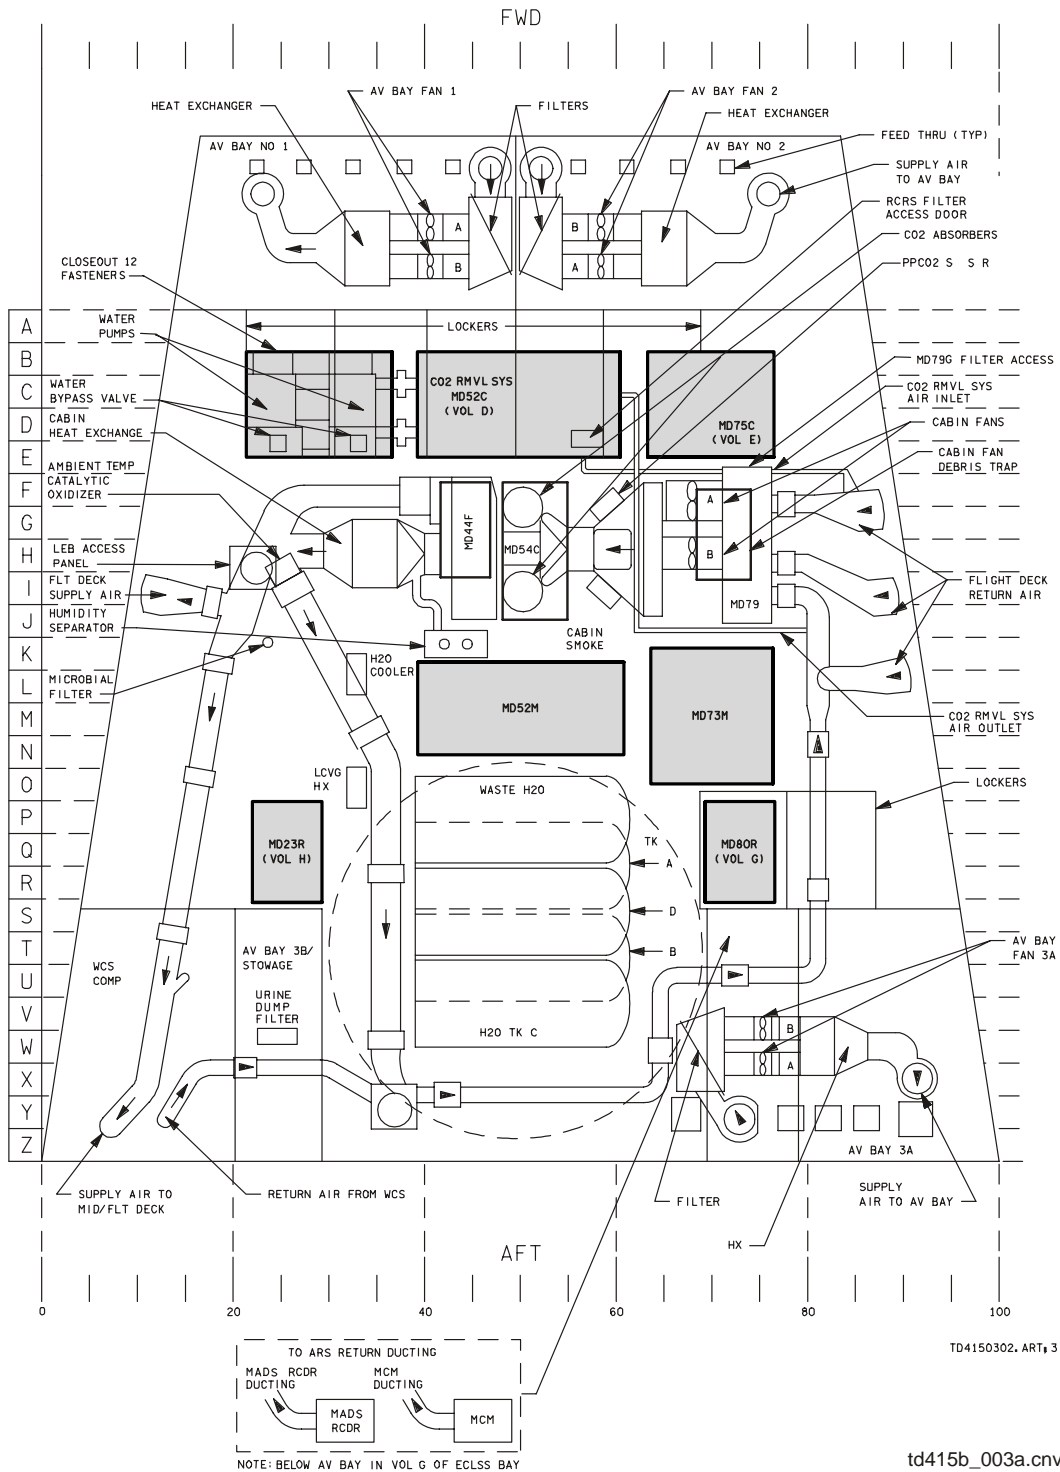 FWD
HEAT EXCHANGER
AV BAY FAN 1
FILTERS
AV BAY FAN 2
HEAT EXCHANGER
AV BAY NO 1
AV BAY NO 2
FEED THRU (TYP)
SUPPLY AIR
TO AV BAY
RCRS FILTER
ACCESS DOOR
CO2 ABSORBERS
PPCO2 S S R
A
B
B
A
CLOSEOUT 12
FASTENERS
WATER
PUMPS
LOCKERS
A
B
C
D
E
F
G
H
I
J
K
L
M
N
O
P
Q
R
S
T
U
V
W
X
Y
Z
WATER
BYPASS VALVE
CABIN
HEAT EXCHANGE
AMBIENT TEMP
CATALYTIC
OXIDIZER
LEB ACCESS
PANEL
FLT DECK
SUPPLY AIR
HUMIDITY
SEPARATOR
MICROBIAL
FILTER
CO2 RMVL SYS
MD52C
(VOL D)
MD75C
(VOL E)
MD79G FILTER ACCESS
CO2 RMVL SYS
AIR INLET
CABIN FANS
CABIN FAN
DEBRIS TRAP
MD44F
MD54C
A
B
MD79
FLIGHT DECK
RETURN AIR
CABIN
SMOKE
H2O
COOLER
MD52M
MD73M
CO2 RMVL SYS
AIR OUTLET
LCVG
HX
WASTE H2O
LOCKERS
MD23R
(VOL H)
TK
A
D
B
MD80R
(VOL G)
WCS
COMP
AV BAY 3B/
STOWAGE
URINE
DUMP
FILTER
H2O TK C
AV BAY
FAN 3A
B
A
AV BAY 3A
SUPPLY AIR TO
MID/FLT DECK
RETURN AIR FROM WCS
FILTER
SUPPLY
AIR TO AV BAY
HX
AFT
0 20 40 60 80 100
TO ARS RETURN DUCTING
MADS RCDR
DUCTING
MCM
DUCTING
MADS
RCDR
MCM
NOTE: BELOW AV BAY IN VOL G OF ECLSS BAY
TD4150302. ART, 3
td415b_003a.cnv